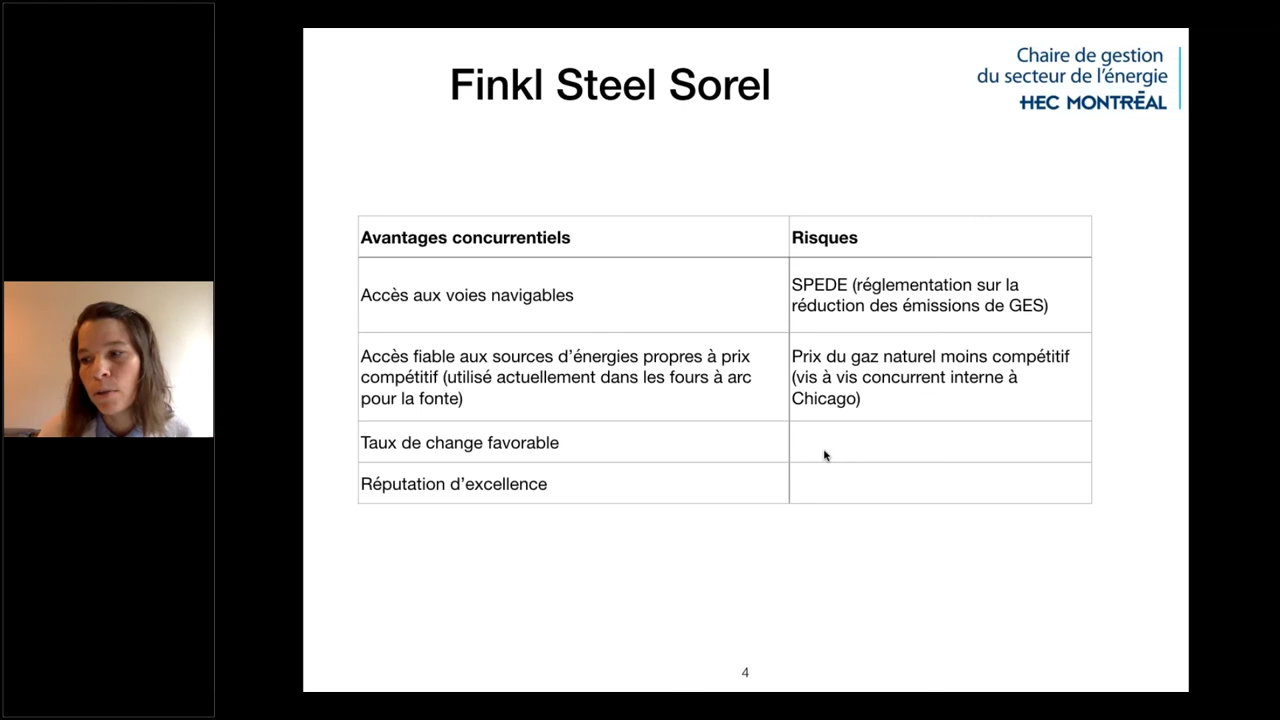 Finkl Steel Sorel
Chaire de gestion
du secteur de l'énergie
HEC MONTRÉAL
Avantages concurrentiels
Risques
Accès aux voies navigables
SPEDE (réglementation sur la
réduction des émissions de GES)
Accès fiable aux sources d'énergies propres à prix
compétitif (utilisé actuellement dans les fours à arc
pour la fonte)
Prix du gaz naturel moins compétitif
(vis à vis concurrent interne à
Chicago)
Taux de change favorable
Réputation d'excellence
4